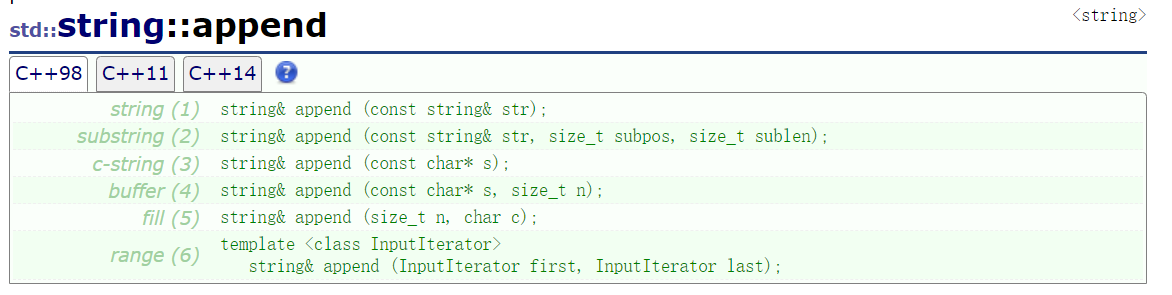 std::string::append
<string>
C++98 C++11 C++14 ?
string (1) string& append (const string& str);
substring (2) string& append (const string& str, size_t subpos, size_t sublen);
c-string (3) string& append (const char* s);
buffer (4) string& append (const char* s, size_t n);
fill (5) string& append (size_t n, char c);
range (6) template <class InputIterator>
string& append (InputIterator first, InputIterator last);